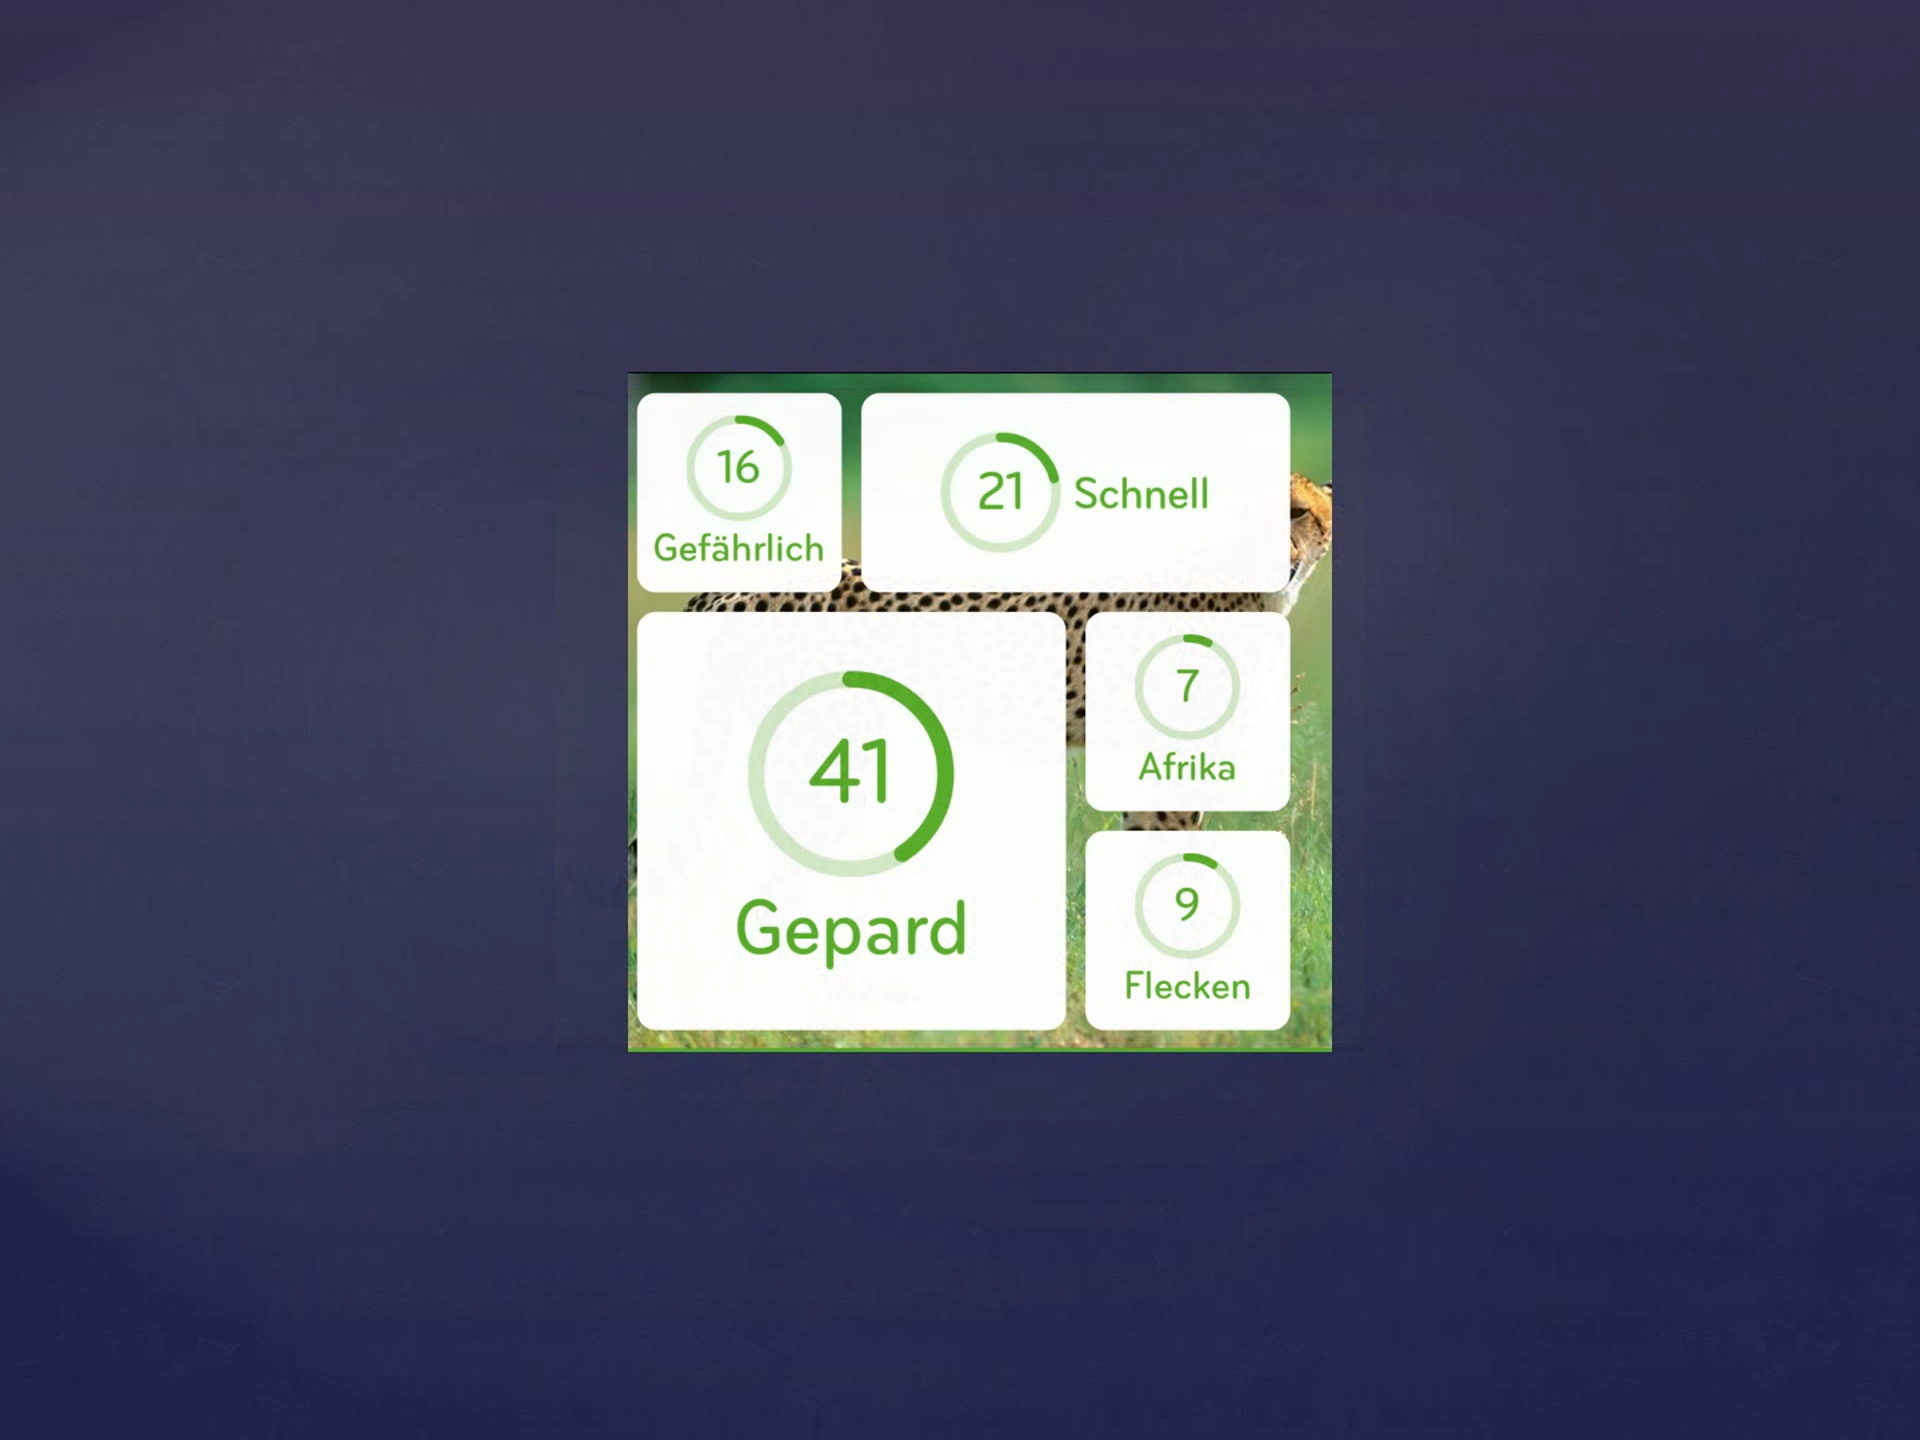 16
Gefährlich
21 Schnell
41
Gepard
7
Afrika
9
Flecken